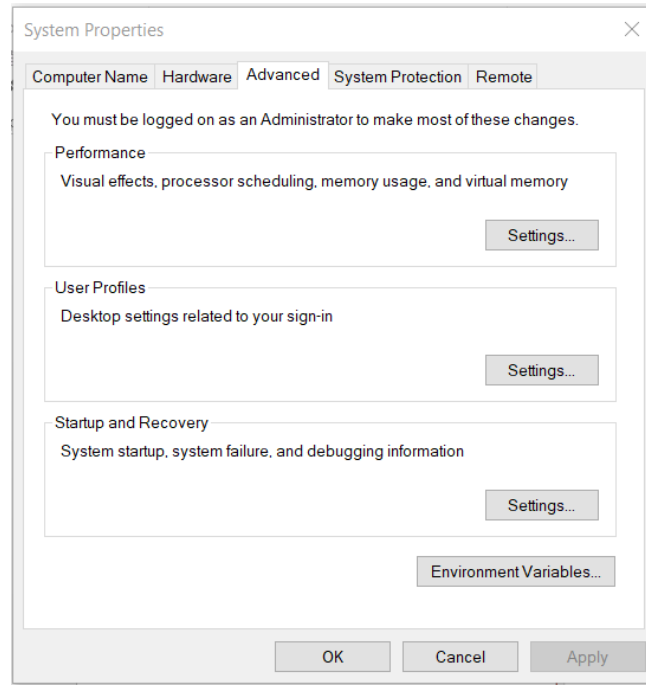 System Properties
Computer Name Hardware Advanced System Protection Remote
You must be logged on as an Administrator to make most of these changes.
Performance
Visual effects, processor scheduling, memory usage, and virtual memory
Settings...
User Profiles
Desktop settings related to your sign-in
Settings...
Startup and Recovery
System startup, system failure, and debugging information
Settings...
Environment Variables...
OK Cancel Apply